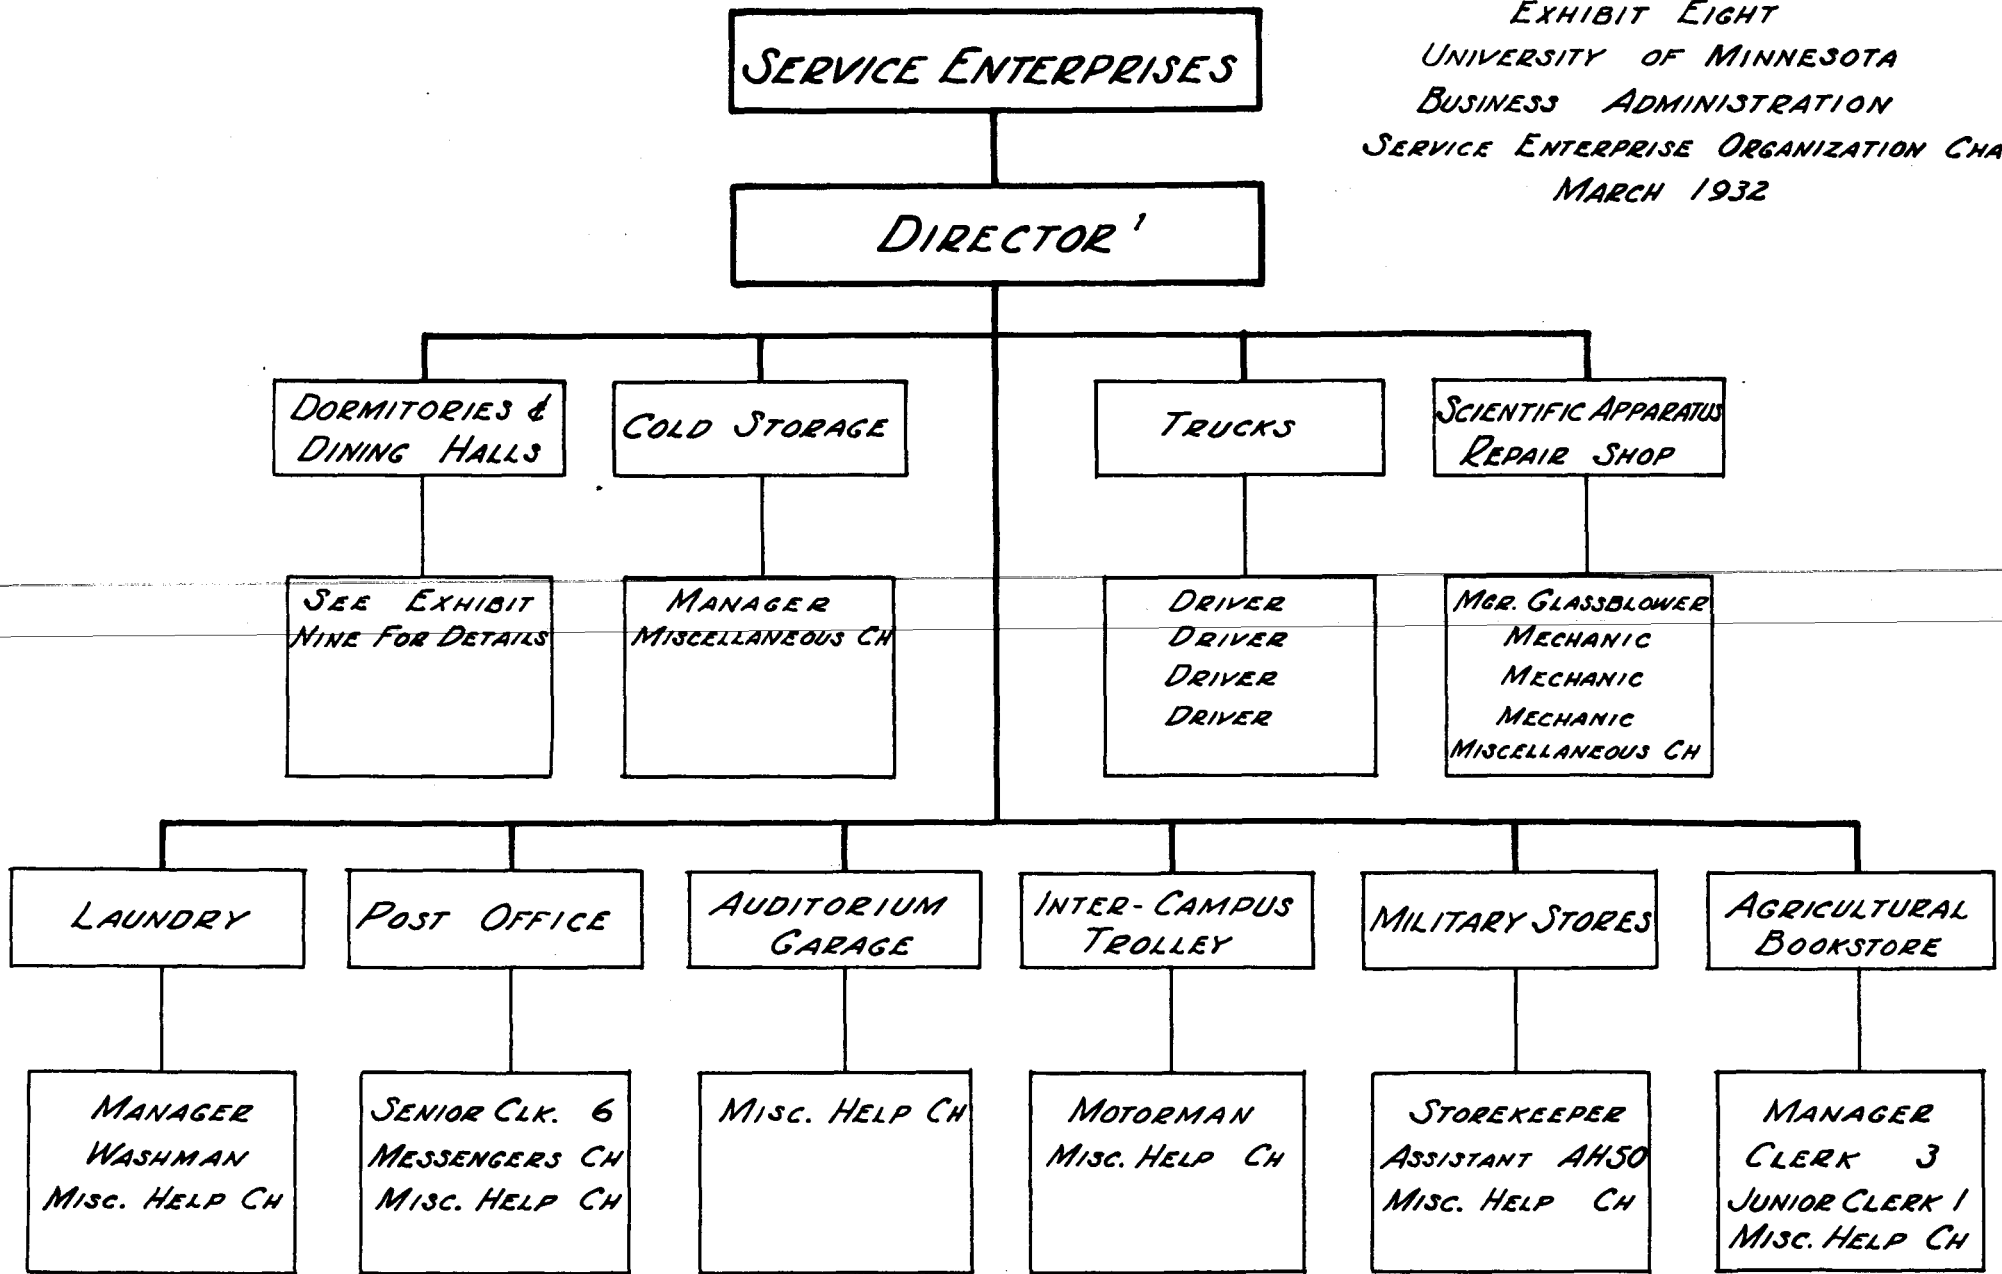 EXHIBIT EIGHT
UNIVERSITY OF MINNESOTA
BUSINESS ADMINISTRATION
SERVICE ENTERPRISE ORGANIZATION CHA
MARCH 1932
SERVICE ENTERPRISES
DIRECTOR 1
DORMITORIES &
DINING HALLS
COLD STORAGE
TRUCKS
SCIENTIFIC APPARATUS
REPAIR SHOP
SEE EXHIBIT
NINE FOR DETAILS
MANAGER
MISCELLANEOUS CH
DRIVER
DRIVER
DRIVER
DRIVER
MGR. GLASSBLOWER
MECHANIC
MECHANIC
MECHANIC
MISCELLANEOUS CH
LAUNDRY
POST OFFICE
AUDITORIUM
GARAGE
INTER-CAMPUS
TROLLEY
MILITARY STORES
AGRICULTURAL
BOOKSTORE
MANAGER
WASHMAN
MISC. HELP CH
SENIOR CLK. 6
MESSENGERS CH
MISC. HELP CH
MISC. HELP CH
MOTORMAN
MISC. HELP CH
STOREKEEPER
ASSISTANT AH50
MISC. HELP CH
MANAGER
CLERK 3
JUNIOR CLERK 1
MISC. HELP CH